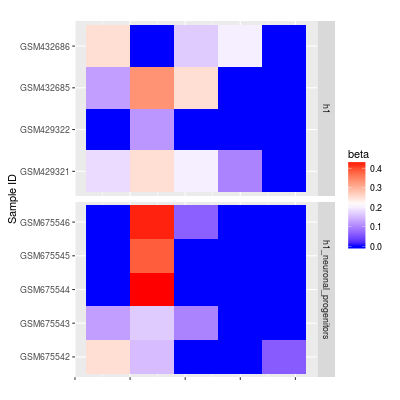 GSM432686
GSM432685
GSM429322
GSM429321
h1
GSM675546
GSM675545
GSM675544
GSM675543
GSM675542
h1_neuronal_progenitors
Sample ID
beta
0.4
0.3
0.2
0.1
0.0